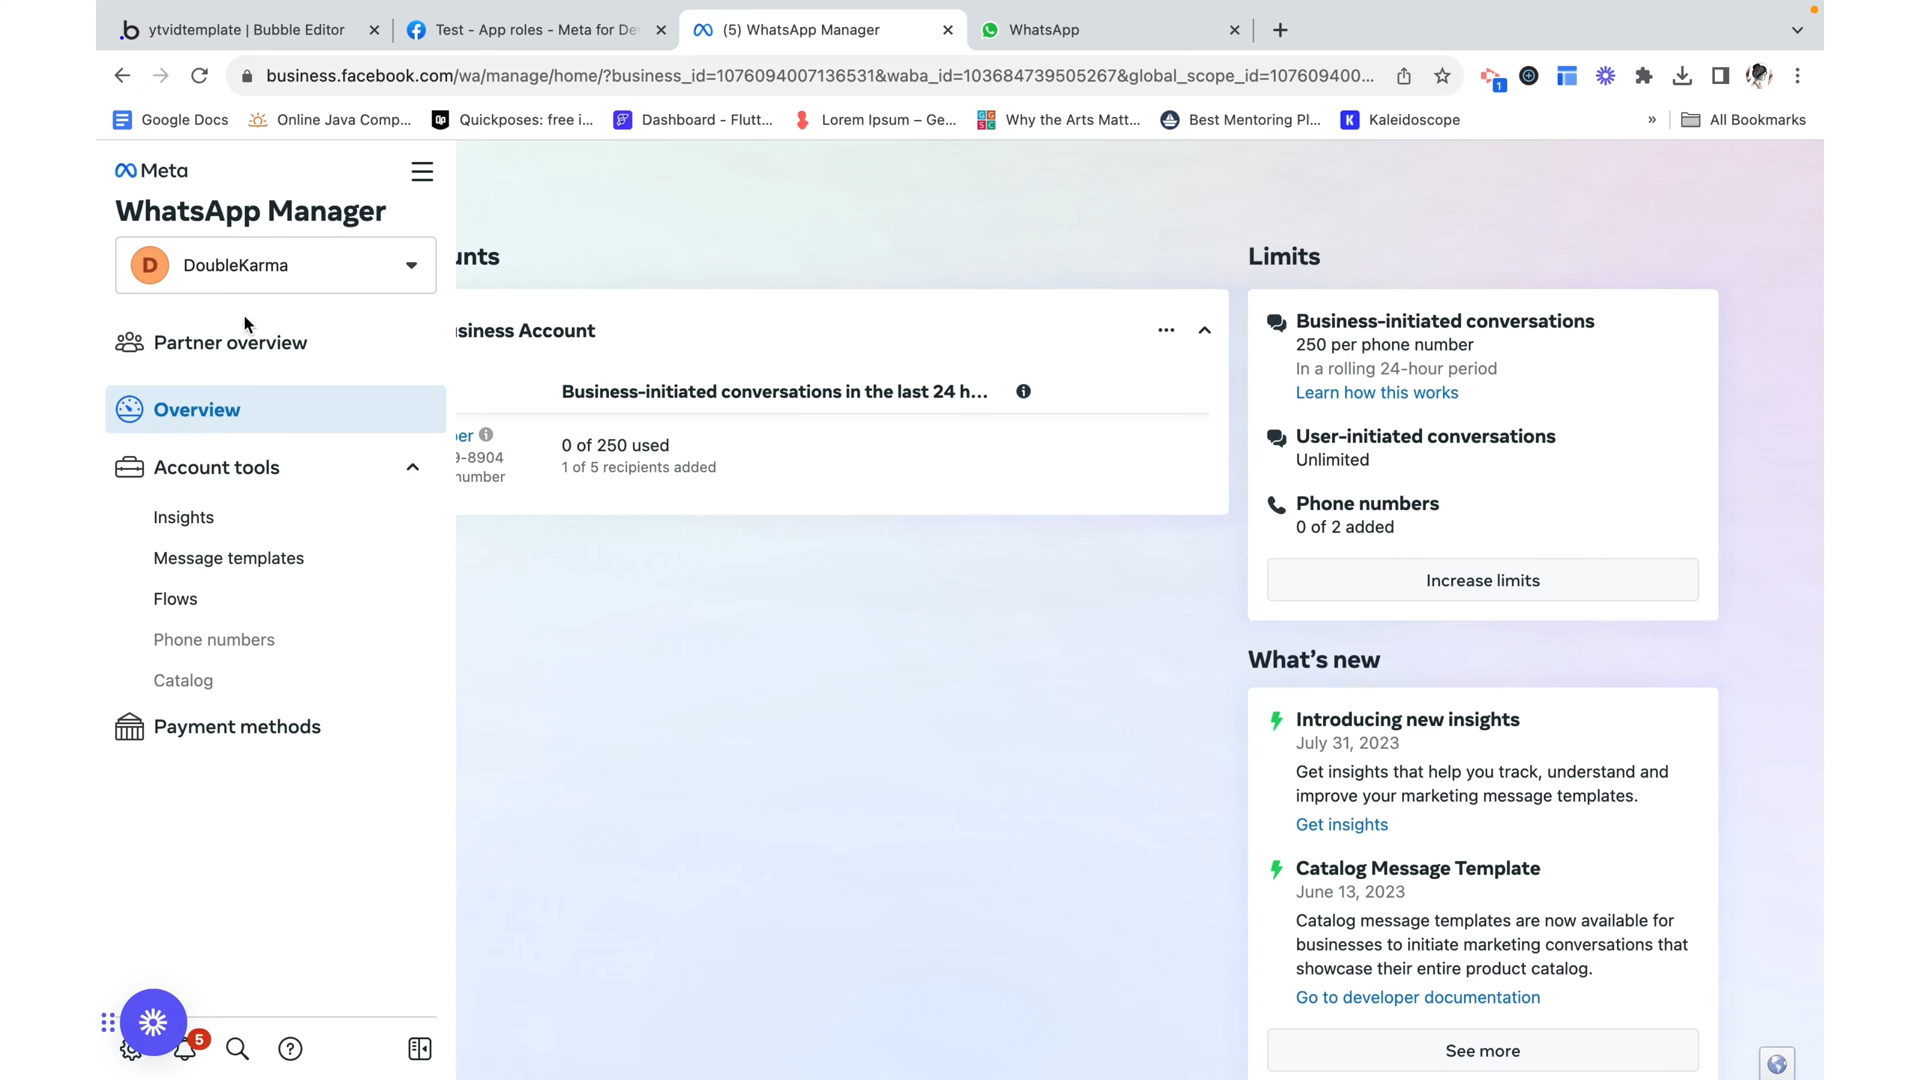 ytvidtemplate | Bubble Editor
Test - App roles - Meta for De
(5) WhatsApp Manager
WhatsApp
business.facebook.com/wa/manage/home/?business_id=1076094007136531&waba_id=103684739505267&global_scope_id=107609400...
1
Google Docs
Online Java Comp...
Quickposes: free i...
Dashboard - Flutt...
Lorem Ipsum – Ge...
Why the Arts Matt...
Best Mentoring Pl...
Kaleidoscope
»
All Bookmarks
Meta
WhatsApp Manager
D
DoubleKarma
Partner overview
Overview
Account tools
Insights
Message templates
Flows
Phone numbers
Catalog
Payment methods
5
unts
siness Account
Business-initiated conversations in the last 24 h...
er
9-8904
number
0 of 250 used
1 of 5 recipients added
Limits
Business-initiated conversations
250 per phone number
In a rolling 24-hour period
Learn how this works
User-initiated conversations
Unlimited
Phone numbers
0 of 2 added
Increase limits
What's new
Introducing new insights
July 31, 2023
Get insights that help you track, understand and
improve your marketing message templates.
Get insights
Catalog Message Template
June 13, 2023
Catalog message templates are now available for
businesses to initiate marketing conversations that
showcase their entire product catalog.
Go to developer documentation
See more